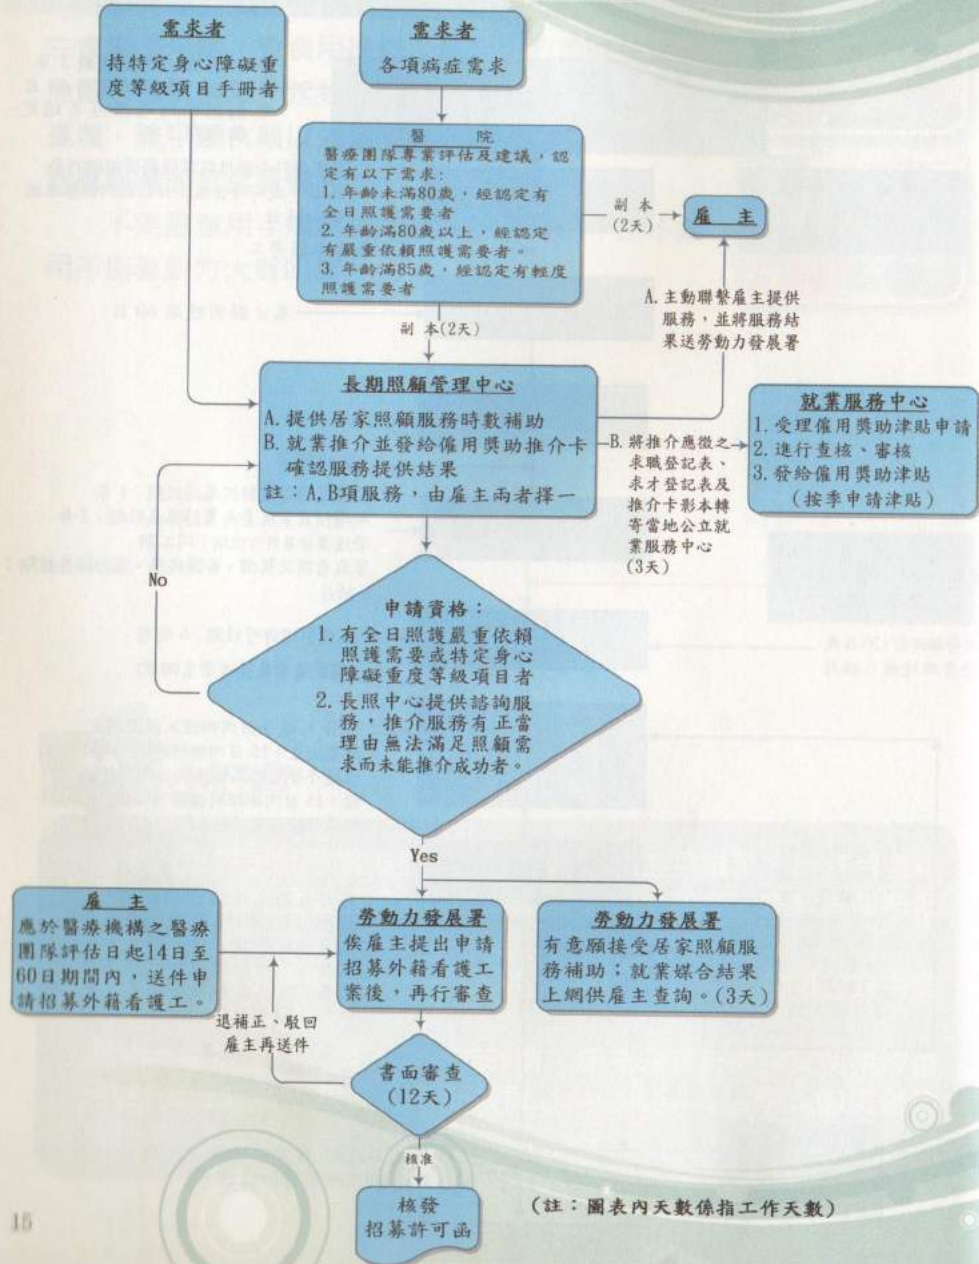 需求者
持特定身心障礙重
度等級項目手冊者
需求者
各項病症需求
醫　院
醫療團隊專業評估及建議，認
定有以下需求：
1.年齡未滿80歲，經認定有
全日照護需要者
2.年齡滿80歲以上，經認定
有嚴重依賴照護需要者。
3.年齡滿85歲，經認定有輕度
照護需要者
副本
(2天)
雇　主
副本(2天)
A.主動聯繫雇主提供
服務，並將服務結
果送勞動力發展署
長期照顧管理中心
A.提供居家照顧服務時數補助
B.就業推介並發給僱用獎助推介卡
確認服務提供結果
註：A,B項服務，由雇主兩者擇一
B.將推介應徵之
求職登記表、
求才登記表及
推介卡影本轉
寄當地公立就
業服務中心
(3天)
就業服務中心
1. 受理僱用獎助津貼申請
2. 進行查核、審核
3. 發給僱用獎助津貼
(按季申請津貼)
No
申請資格：
1. 有全日照護嚴重依賴
照護需要或特定身心
障礙重度等級項目者
2. 長照中心提供諮詢服
務，推介服務有正當
理由無法滿足照顧需
求而未能推介成功者。
Yes
雇　主
應於醫療機構之醫療
團隊評估日起14日至
60日期間內，送件申
請招募外籍看護工。
勞動力發展署
俟雇主提出申請
招募外籍看護工
案後，再行審查
勞動力發展署
有意願接受居家照顧服
務補助；就業媒合結果
上網供雇主查詢。(3天)
退補正、駁回
雇主再送件
書面審查
(12天)
核准
核發
招募許可函
(註：圖表內天數係指工作天數)